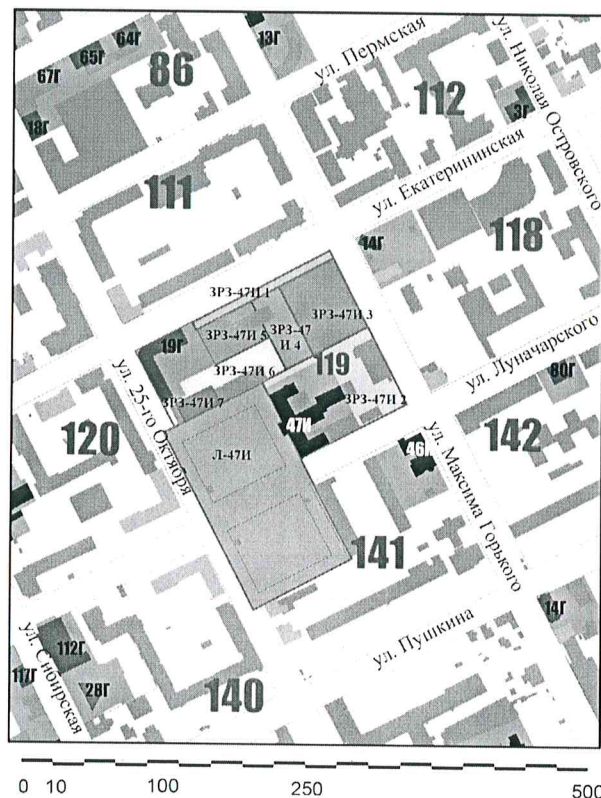 64Г
65Г
67Г
86
13Г
18Г
ул. Пермская
ул. Николая Островского
112
3Г
111
ул. Екатерининская
118
14Г
ЗРЗ-47И 1
ЗРЗ-47И 3
ЗРЗ-47
И 4
19Г
ЗРЗ-47И 5
119
ул. Луначарского
80Г
ЗРЗ-47И 6
ЗРЗ-47И 7
ЗРЗ-47И 2
ул. 25-го Октября
47И
120
Л-47И
46И
142
ул. Максима Горького
141
14Г
ул. Пушкина
ул. Сибирская
112Г
117Г
28Г
140
0 10 100 250 500